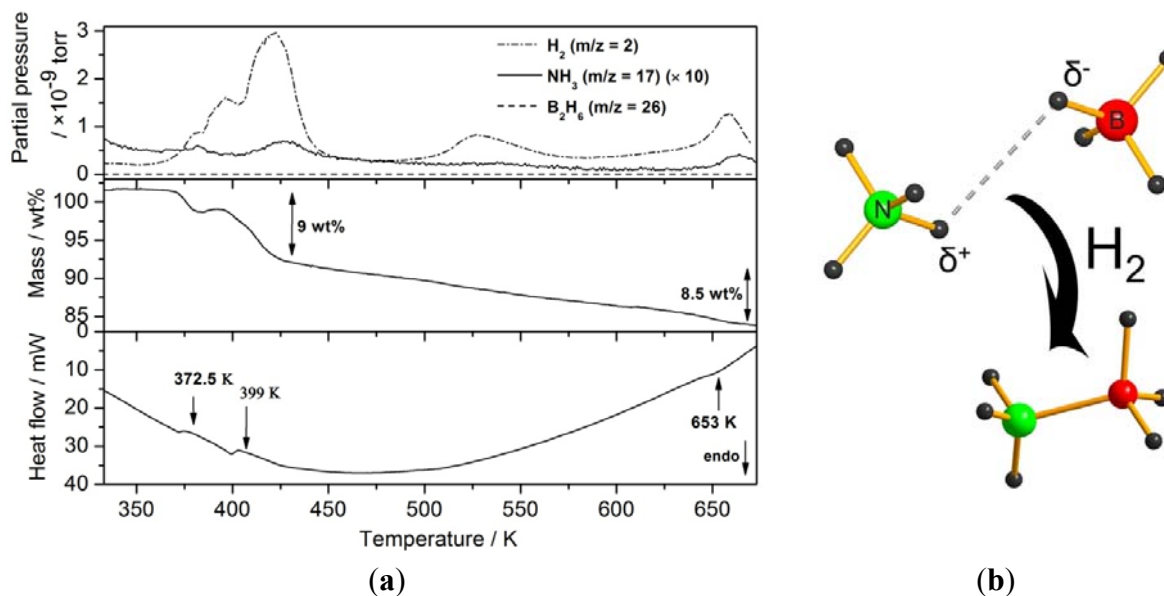 Partial pressure
/ ×10⁻⁹ torr
3
2
1
0
H₂ (m/z = 2)
NH₃ (m/z = 17) (× 10)
B₂H₆ (m/z = 26)
Mass / wt%
100
95
90
85
0
9 wt%
8.5 wt%
Heat flow / mW
10
20
30
40
372.5 K
399 K
653 K
endo
350 400 450 500 550 600 650
Temperature / K
(a)
δ-
B
N
δ+
H₂
(b)